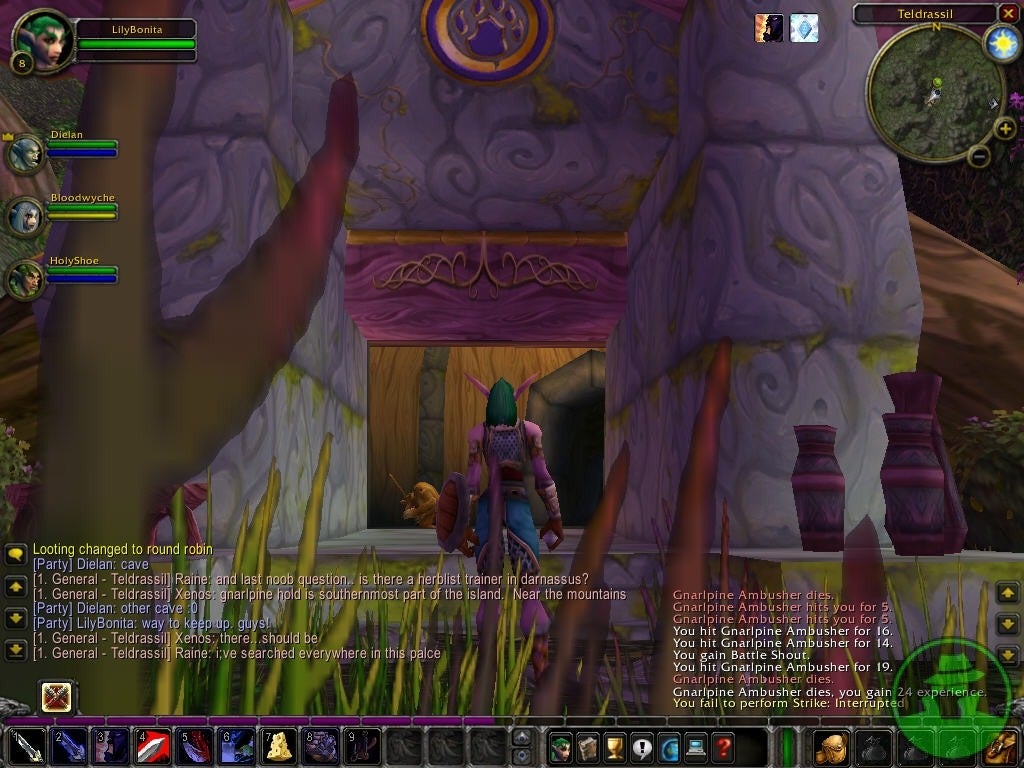 LilyBonita
8
Teldrassil
N
Dielan
Bloodwyche
HolyShoe
Looting changed to round robin
[Party] Dielan: cave
[1. General - Teldrassil] Raine: and last noob question.. is there a herblist trainer in darnassus?
[1. General - Teldrassil] Xenos: gnarlpine hold is southernmost part of the island.  Near the mountains
[Party] Dielan: other cave :0
[Party] LilyBonita: way to keep up, guys!
[1. General - Teldrassil] Xenos: there...should be
[1. General - Teldrassil] Raine: i;ve searched everywhere in this palce
Gnarlpine Ambusher dies.
Gnarlpine Ambusher hits you for 5.
Gnarlpine Ambusher hits you for 5.
You hit Gnarlpine Ambusher for 16.
You hit Gnarlpine Ambusher for 14.
You gain Battle Shout.
You hit Gnarlpine Ambusher for 19.
Gnarlpine Ambusher dies.
Gnarlpine Ambusher dies, you gain 24 experience.
You fail to perform Strike: Interrupted
1 2 3 4 5 6 7 8 9